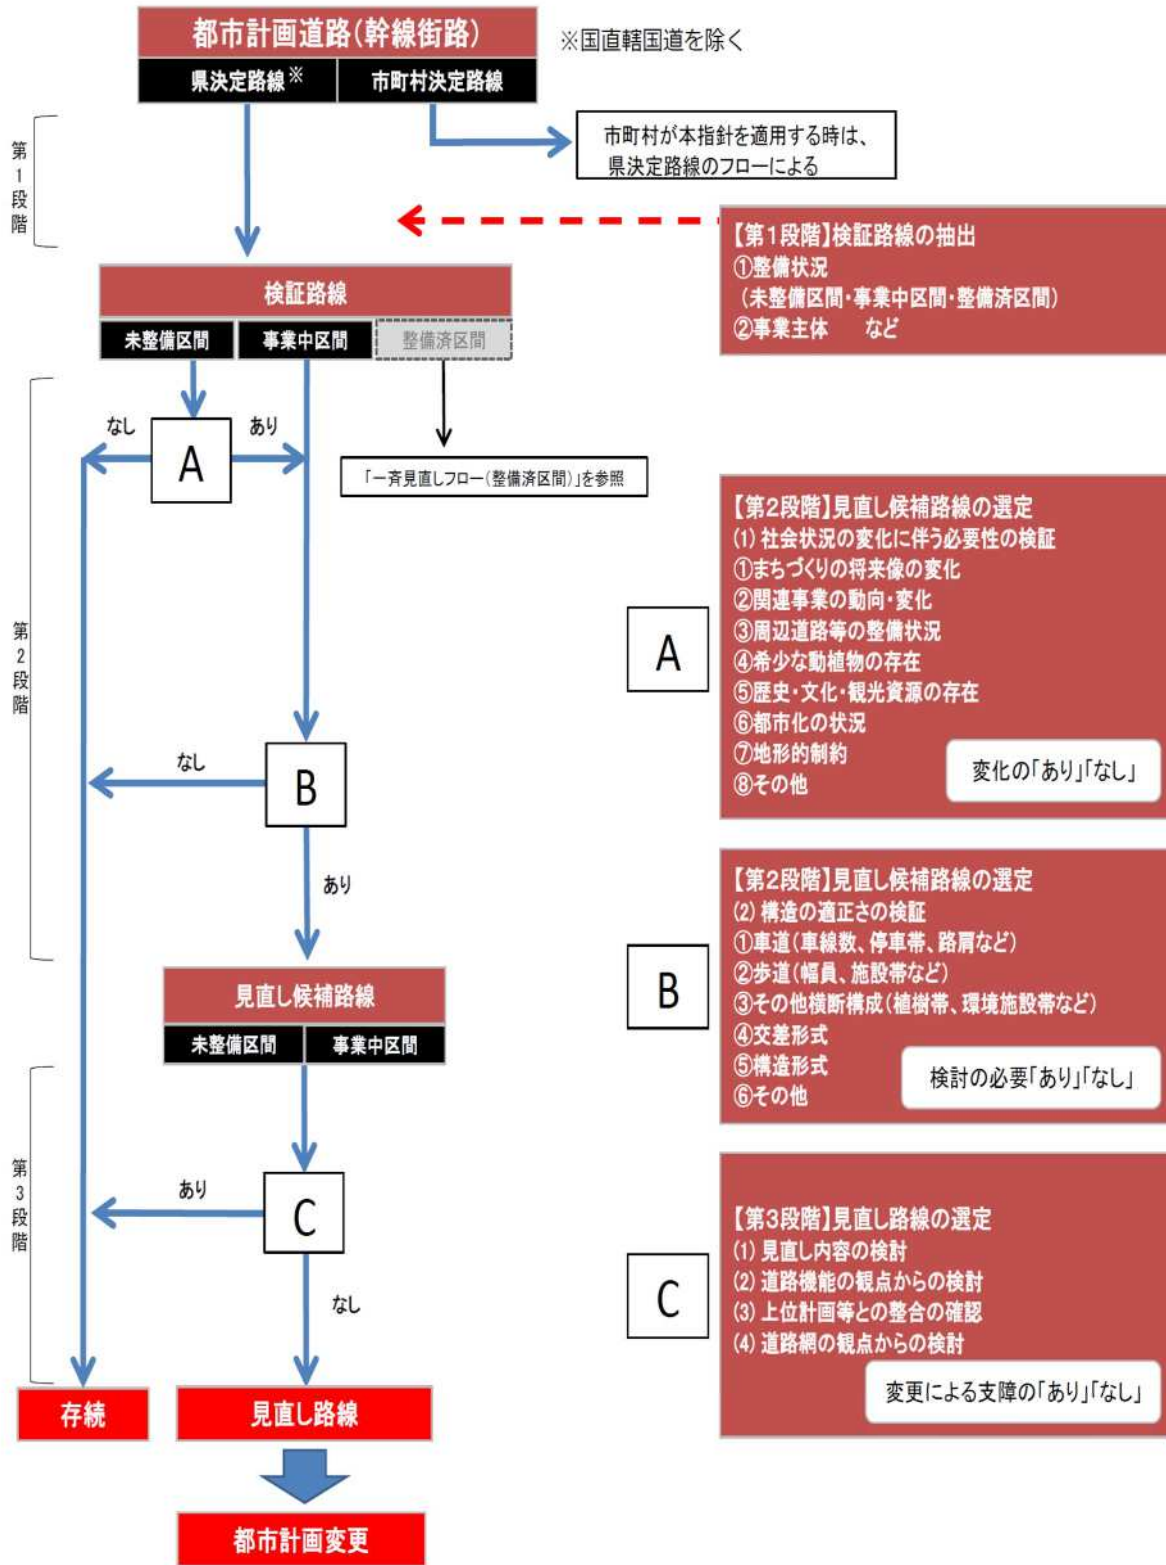 都市計画道路(幹線街路)
※国直轄国道を除く
県決定路線※
市町村決定路線
市町村が本指針を適用する時は、
県決定路線のフローによる
第1段階
【第1段階】検証路線の抽出
①整備状況
(未整備区間・事業中区間・整備済区間)
②事業主体 など
検証路線
未整備区間
事業中区間
整備済区間
なし
A
あり
「一斉見直しフロー(整備済区間)」を参照
第2段階
A
【第2段階】見直し候補路線の選定
(1) 社会状況の変化に伴う必要性の検証
①まちづくりの将来像の変化
②関連事業の動向・変化
③周辺道路等の整備状況
④希少な動植物の存在
⑤歴史・文化・観光資源の存在
⑥都市化の状況
⑦地形的制約
⑧その他
変化の「あり」「なし」
なし
B
あり
B
【第2段階】見直し候補路線の選定
(2) 構造の適正さの検証
①車道(車線数、停車帯、路肩など)
②歩道(幅員、施設帯など)
③その他横断構成(植樹帯、環境施設帯など)
④交差形式
⑤構造形式
⑥その他
検討の必要「あり」「なし」
見直し候補路線
未整備区間
事業中区間
第3段階
あり
C
なし
C
【第3段階】見直し路線の選定
(1) 見直し内容の検討
(2) 道路機能の観点からの検討
(3) 上位計画等との整合の確認
(4) 道路網の観点からの検討
変更による支障の「あり」「なし」
存続
見直し路線
都市計画変更